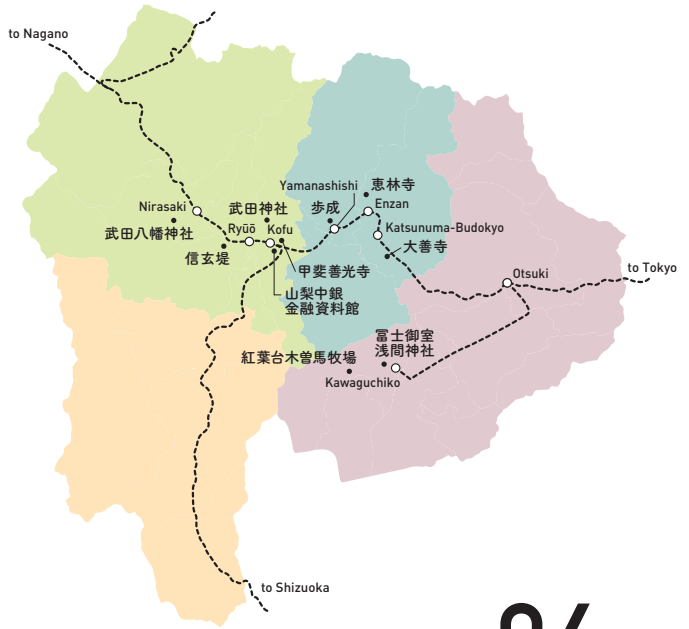 to Nagano
Yamanashishi
恵林寺
Nirasaki
武田神社
歩成
Enzan
武田八幡神社
Ryūō
Kofu
Katsunuma-Budokyo
信玄堤
大善寺
甲斐善光寺
to Tokyo
Otsuki
山梨中銀
金融資料館
冨士御室
浅間神社
紅葉台木曽馬牧場
Kawaguchiko
to Shizuoka